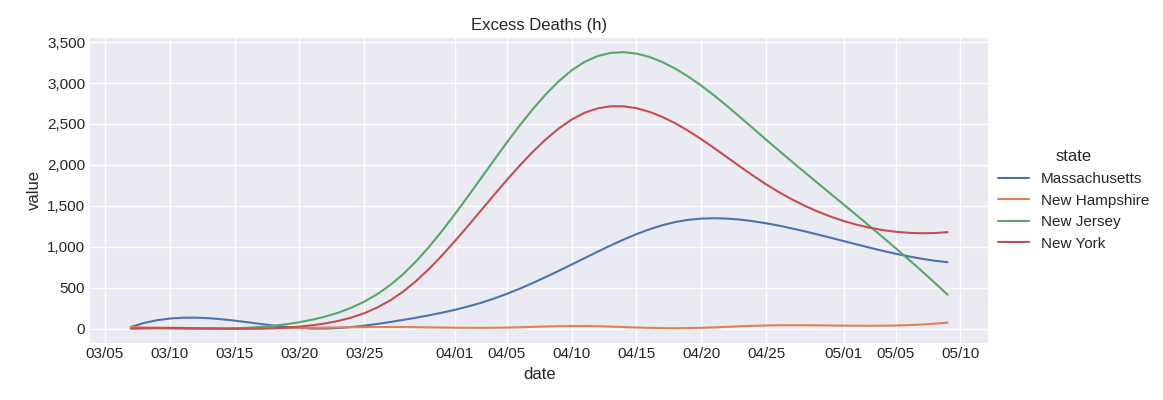 Excess Deaths (h)
3,500
3,000
2,500
2,000
1,500
1,000
500
0
value
03/05 03/10 03/15 03/20 03/25 04/01 04/05 04/10 04/15 04/20 04/25 05/01 05/05 05/10
date
state
Massachusetts
New Hampshire
New Jersey
New York